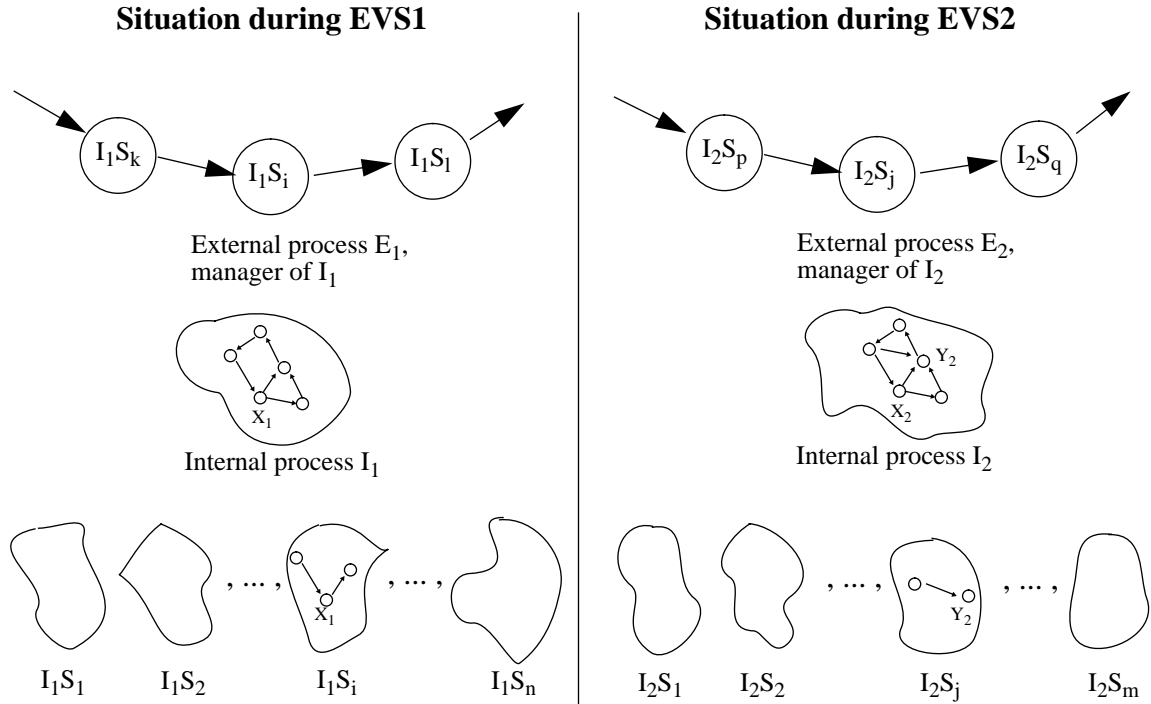 Situation during EVS1
I₁Sₖ
I₁Sᵢ
I₁Sₗ
External process E₁,
manager of I₁
X₁
Internal process I₁
, ... ,
X₁
, ... ,
I₁S₁
I₁S₂
I₁Sᵢ
I₁Sₙ
Situation during EVS2
I₂Sₚ
I₂Sⱼ
I₂S_q
External process E₂,
manager of I₂
Y₂
X₂
Internal process I₂
, ... ,
Y₂
, ... ,
I₂S₁
I₂S₂
I₂Sⱼ
I₂Sₘ